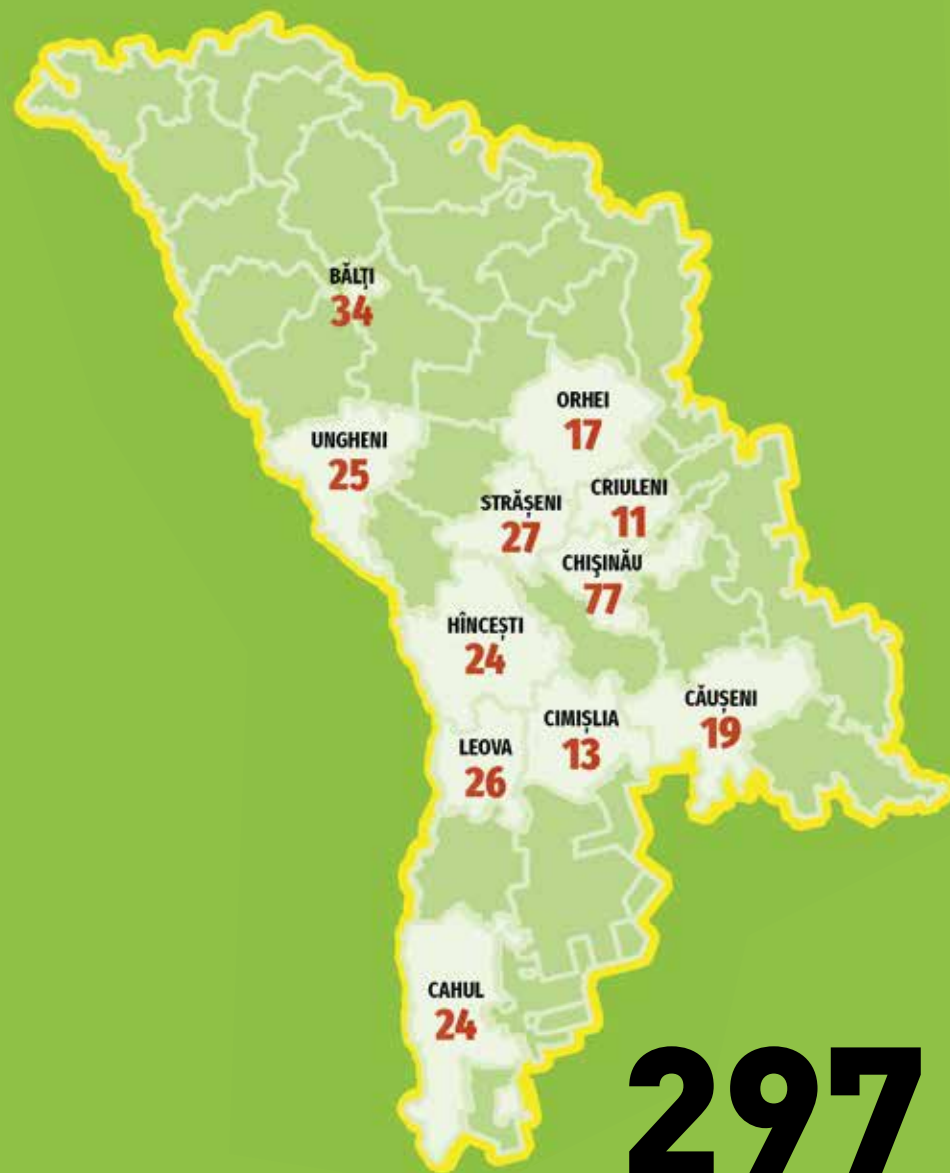 BĂLȚI
34
ORHEI
17
UNGHENI
25
CRIULENI
11
STRĂȘENI
27
CHIŞINĂU
77
HÎNCEȘTI
24
CĂUȘENI
19
CIMIȘLIA
13
LEOVA
26
CAHUL
24
297